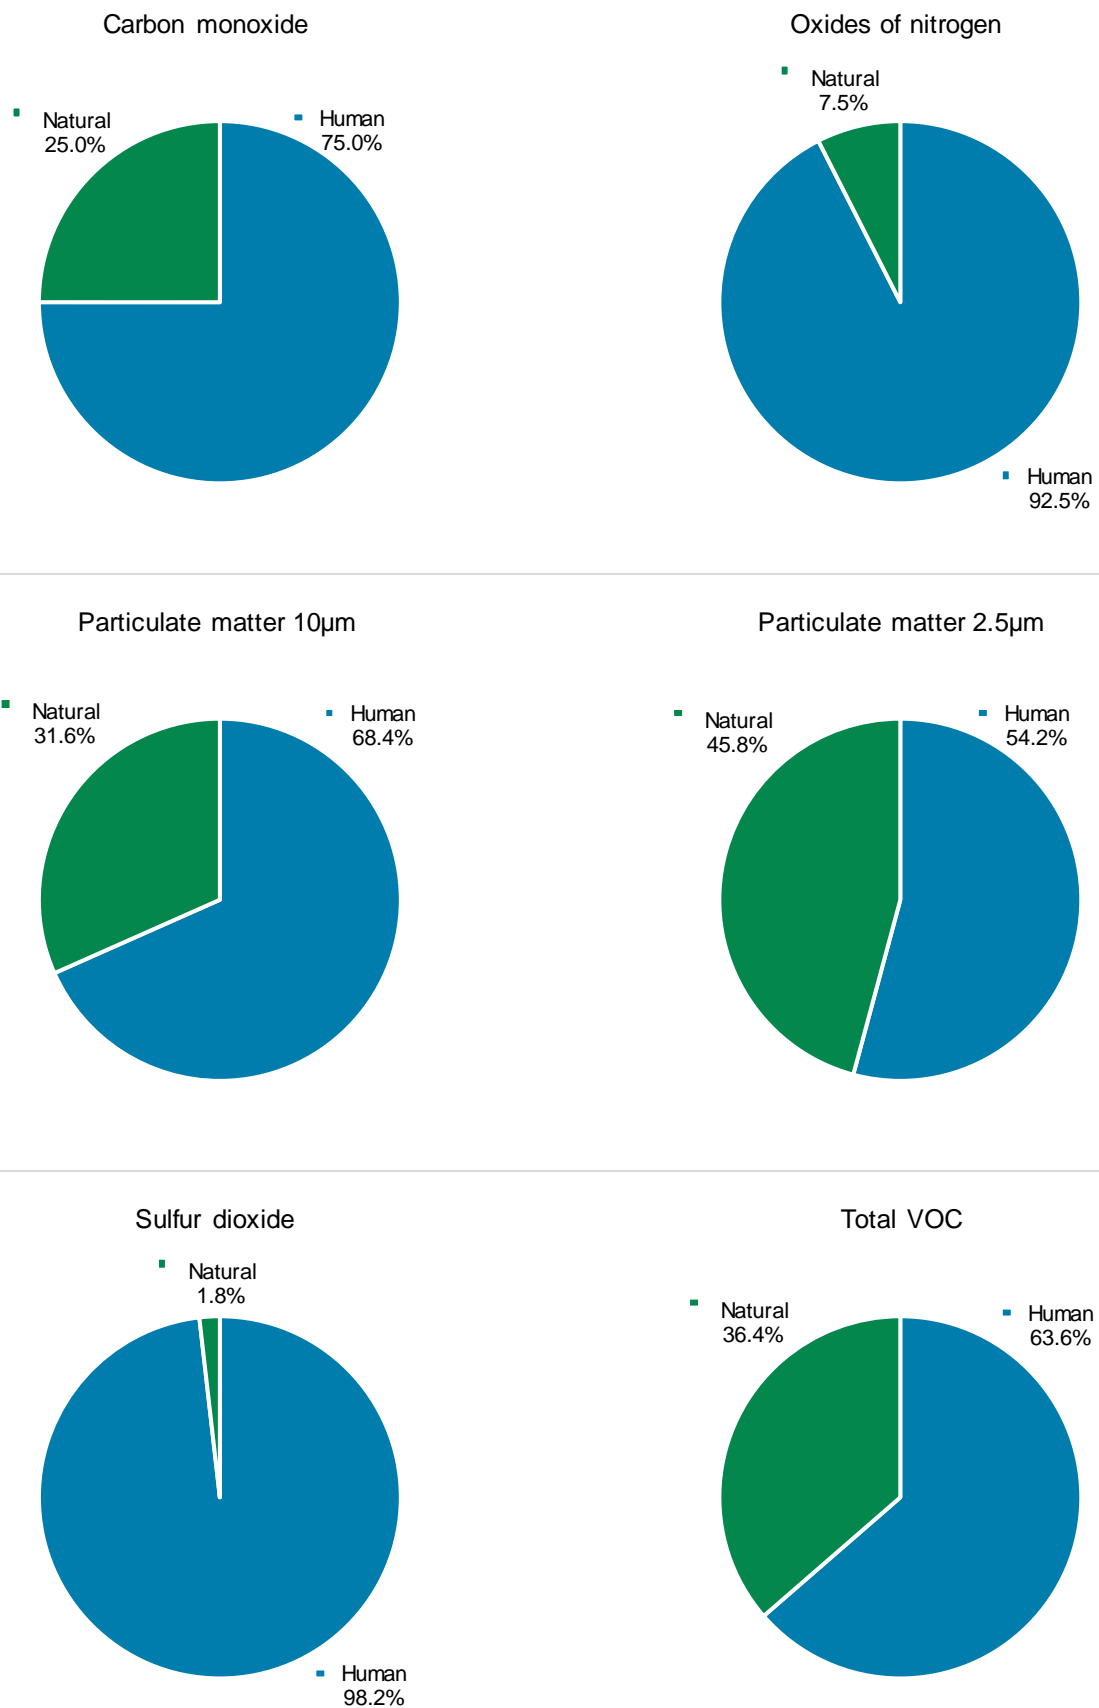 Carbon monoxide
Natural
25.0%
Human
75.0%
Oxides of nitrogen
Natural
7.5%
Human
92.5%
Particulate matter 10µm
Natural
31.6%
Human
68.4%
Particulate matter 2.5µm
Natural
45.8%
Human
54.2%
Sulfur dioxide
Natural
1.8%
Human
98.2%
Total VOC
Natural
36.4%
Human
63.6%